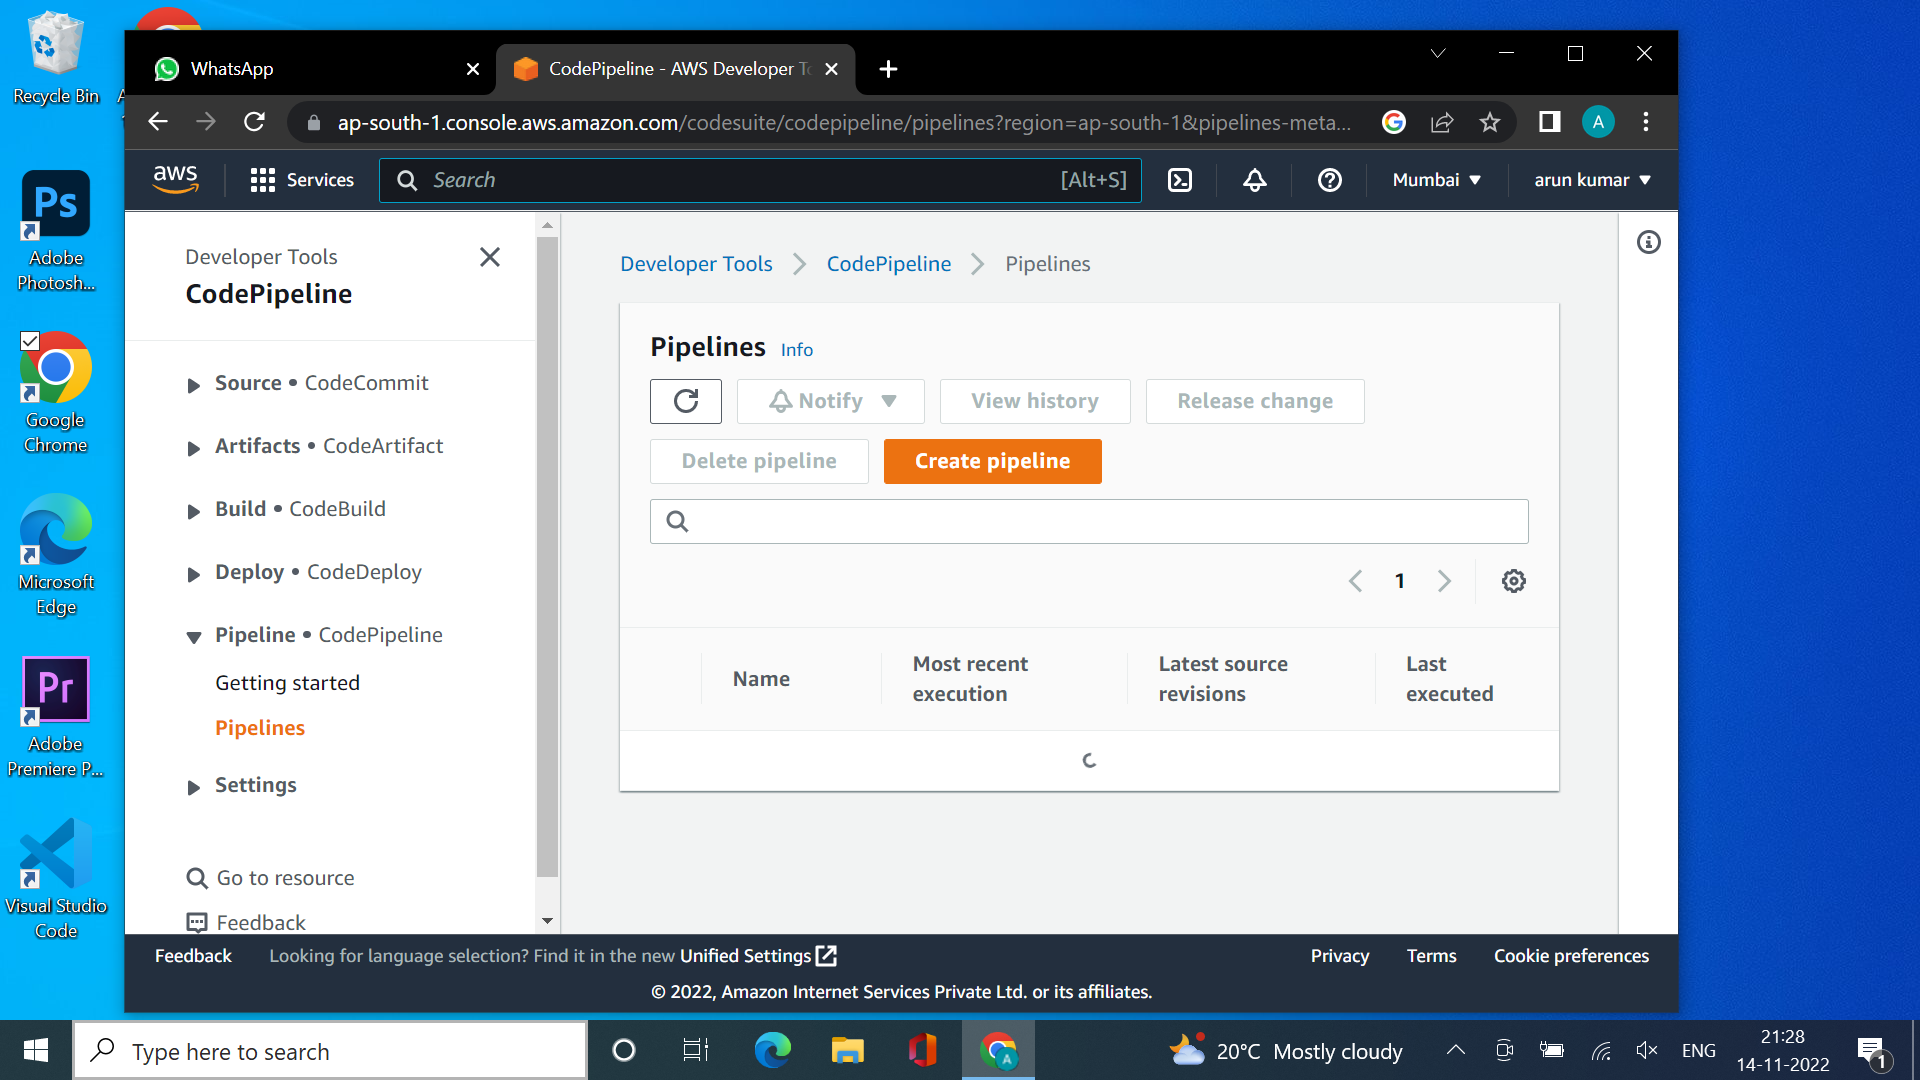 Recycle Bin
A
Ps
Adobe
Photosh...
Google
Chrome
Microsoft
Edge
Pr
Adobe
Premiere P...
Visual Studio
Code
WhatsApp
CodePipeline - AWS Developer To
ap-south-1.console.aws.amazon.com/codesuite/codepipeline/pipelines?region=ap-south-1&pipelines-meta...
A
aws
Services
Search
[Alt+S]
Mumbai
arun kumar
Developer Tools
CodePipeline
Source • CodeCommit
Artifacts • CodeArtifact
Build • CodeBuild
Deploy • CodeDeploy
Pipeline • CodePipeline
Getting started
Pipelines
Settings
Go to resource
Feedback
Developer Tools
CodePipeline
Pipelines
Pipelines Info
Notify
View history
Release change
Delete pipeline
Create pipeline
1
Name
Most recent
execution
Latest source
revisions
Last
executed
Feedback
Looking for language selection? Find it in the new Unified Settings
Privacy
Terms
Cookie preferences
© 2022, Amazon Internet Services Private Ltd. or its affiliates.
Type here to search
A
20°C Mostly cloudy
ENG
21:28
14-11-2022
1